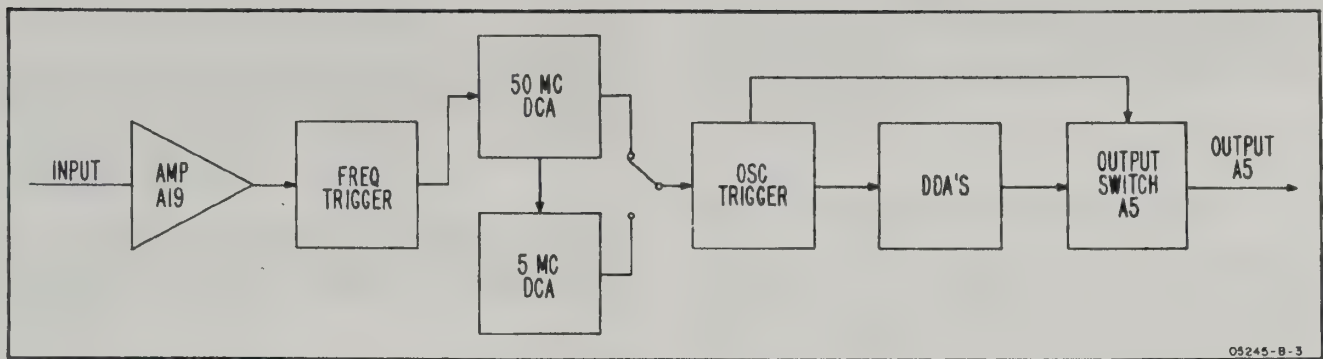 INPUT
AMP
A19
FREQ
TRIGGER
50 MC
DCA
5 MC
DCA
OSC
TRIGGER
DDA'S
OUTPUT
SWITCH
A5
OUTPUT
A5
05245-B-3